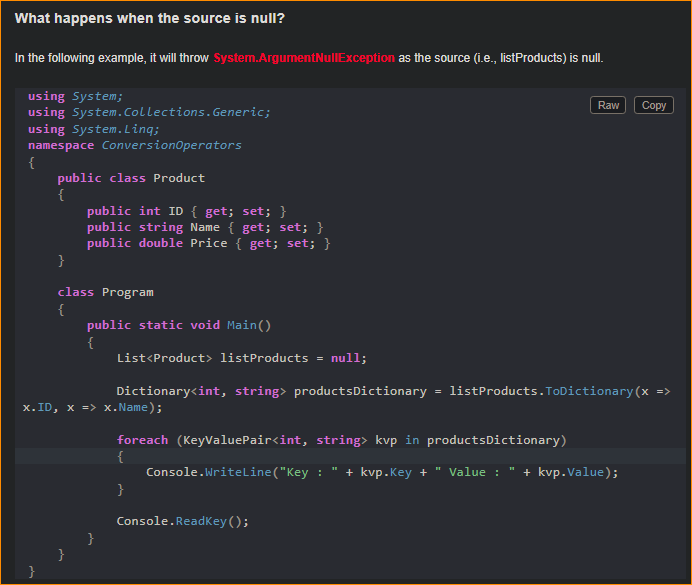 What happens when the source is null?
In the following example, it will throw System.ArgumentNullException as the source (i.e., listProducts) is null.
Raw Copy
using System;
using System.Collections.Generic;
using System.Linq;
namespace ConversionOperators
{
    public class Product
    {
        public int ID { get; set; }
        public string Name { get; set; }
        public double Price { get; set; }
    }
    class Program
    {
        public static void Main()
        {
            List<Product> listProducts = null;
            Dictionary<int, string> productsDictionary = listProducts.ToDictionary(x =>
x.ID, x => x.Name);
            foreach (KeyValuePair<int, string> kvp in productsDictionary)
            {
                Console.WriteLine("Key : " + kvp.Key + " Value : " + kvp.Value);
            }
            Console.ReadKey();
        }
    }
}